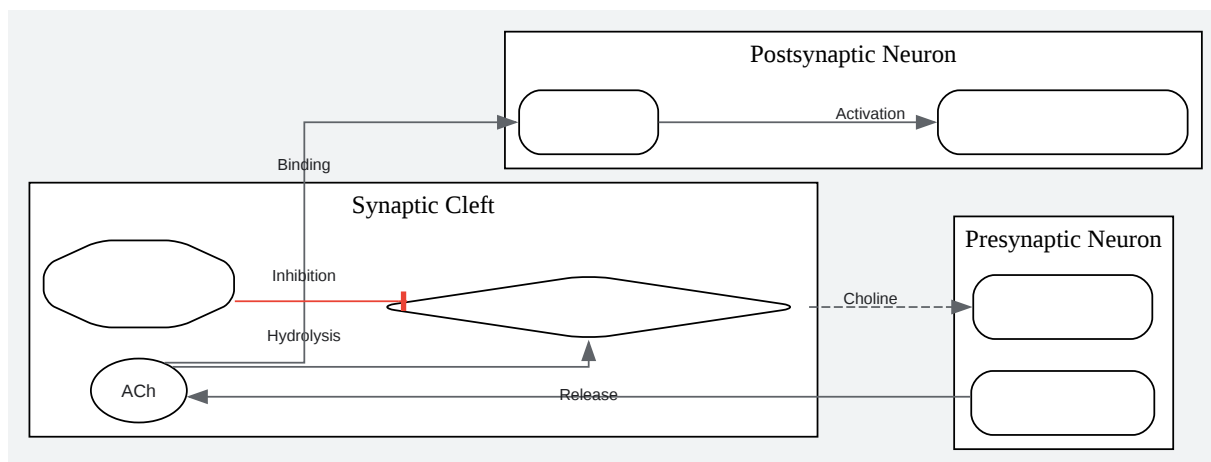 Postsynaptic Neuron
Activation
Binding
Synaptic Cleft
Presynaptic Neuron
Inhibition
Choline
Hydrolysis
ACh
Release